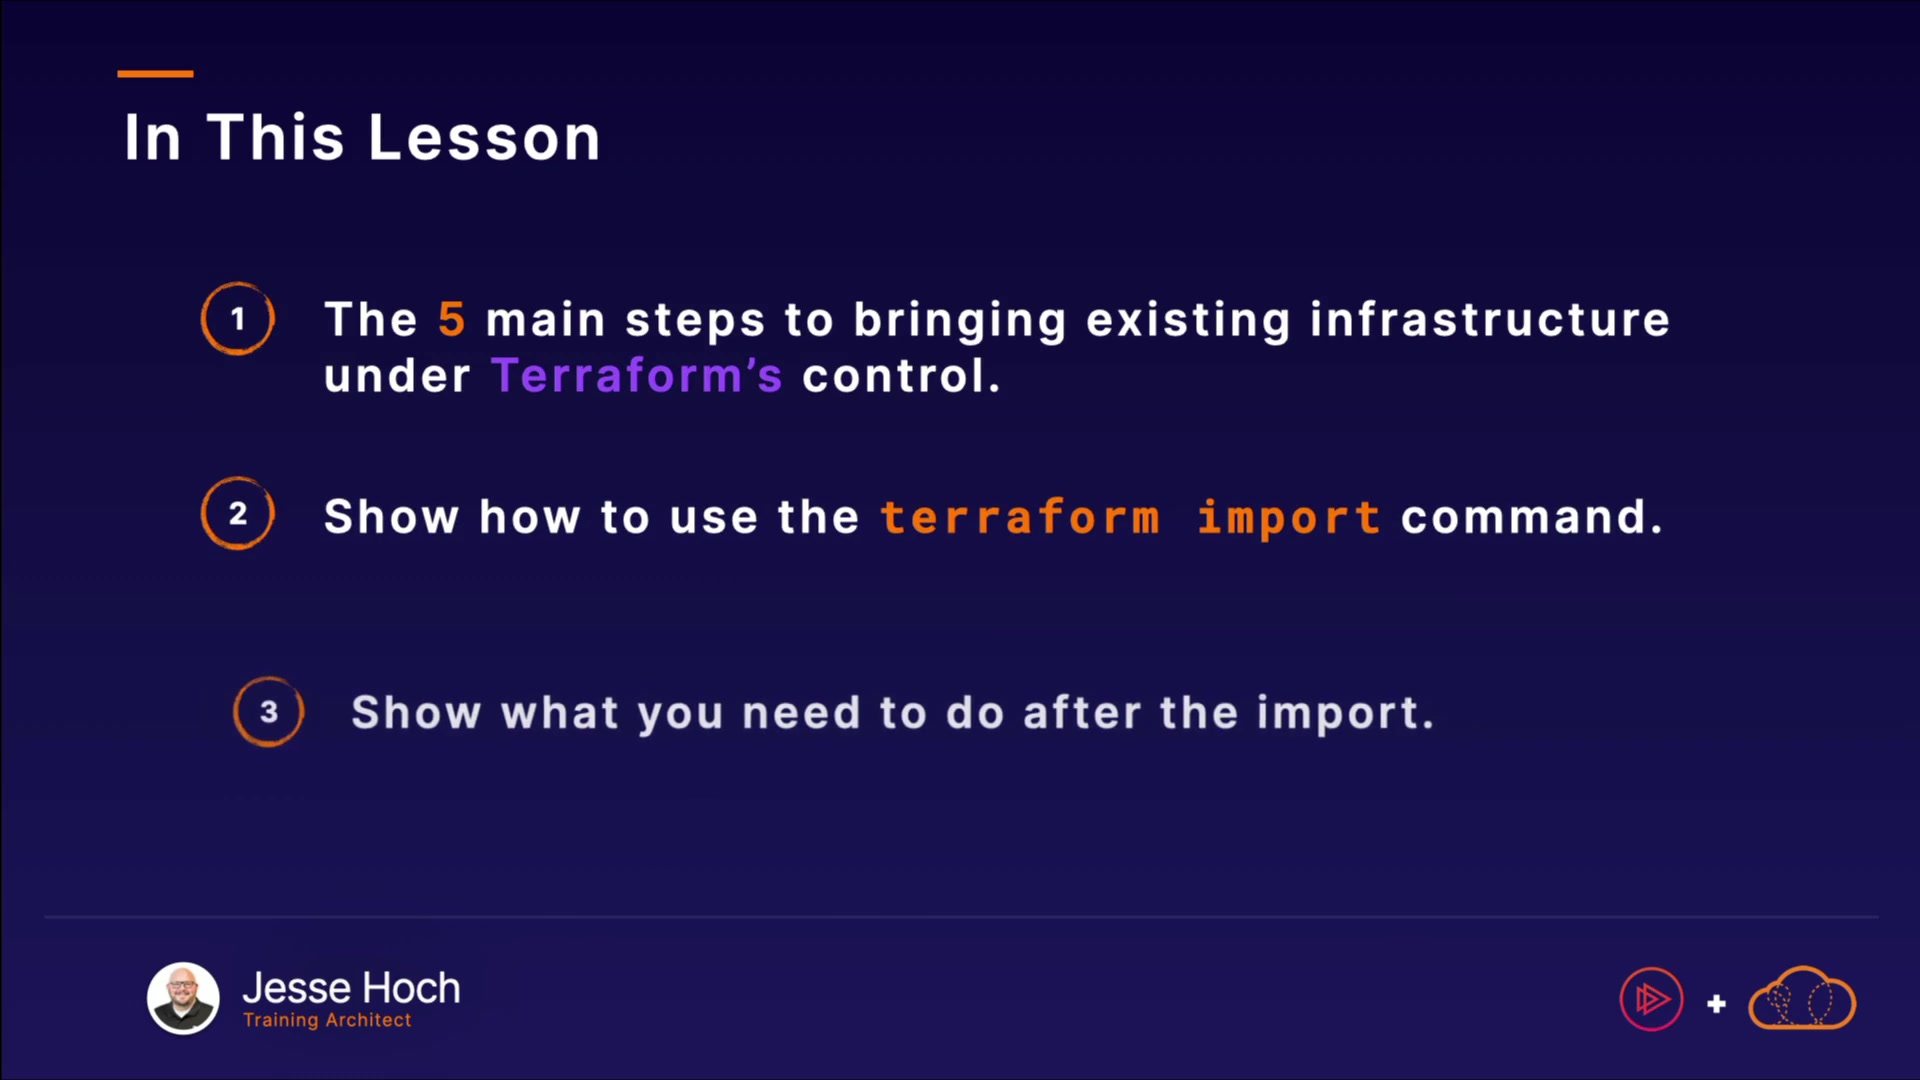 In This Lesson
1
The 5 main steps to bringing existing infrastructure
under Terraform’s control.
2
Show how to use the terraform import command.
3
Show what you need to do after the import.
Jesse Hoch
Training Architect
+